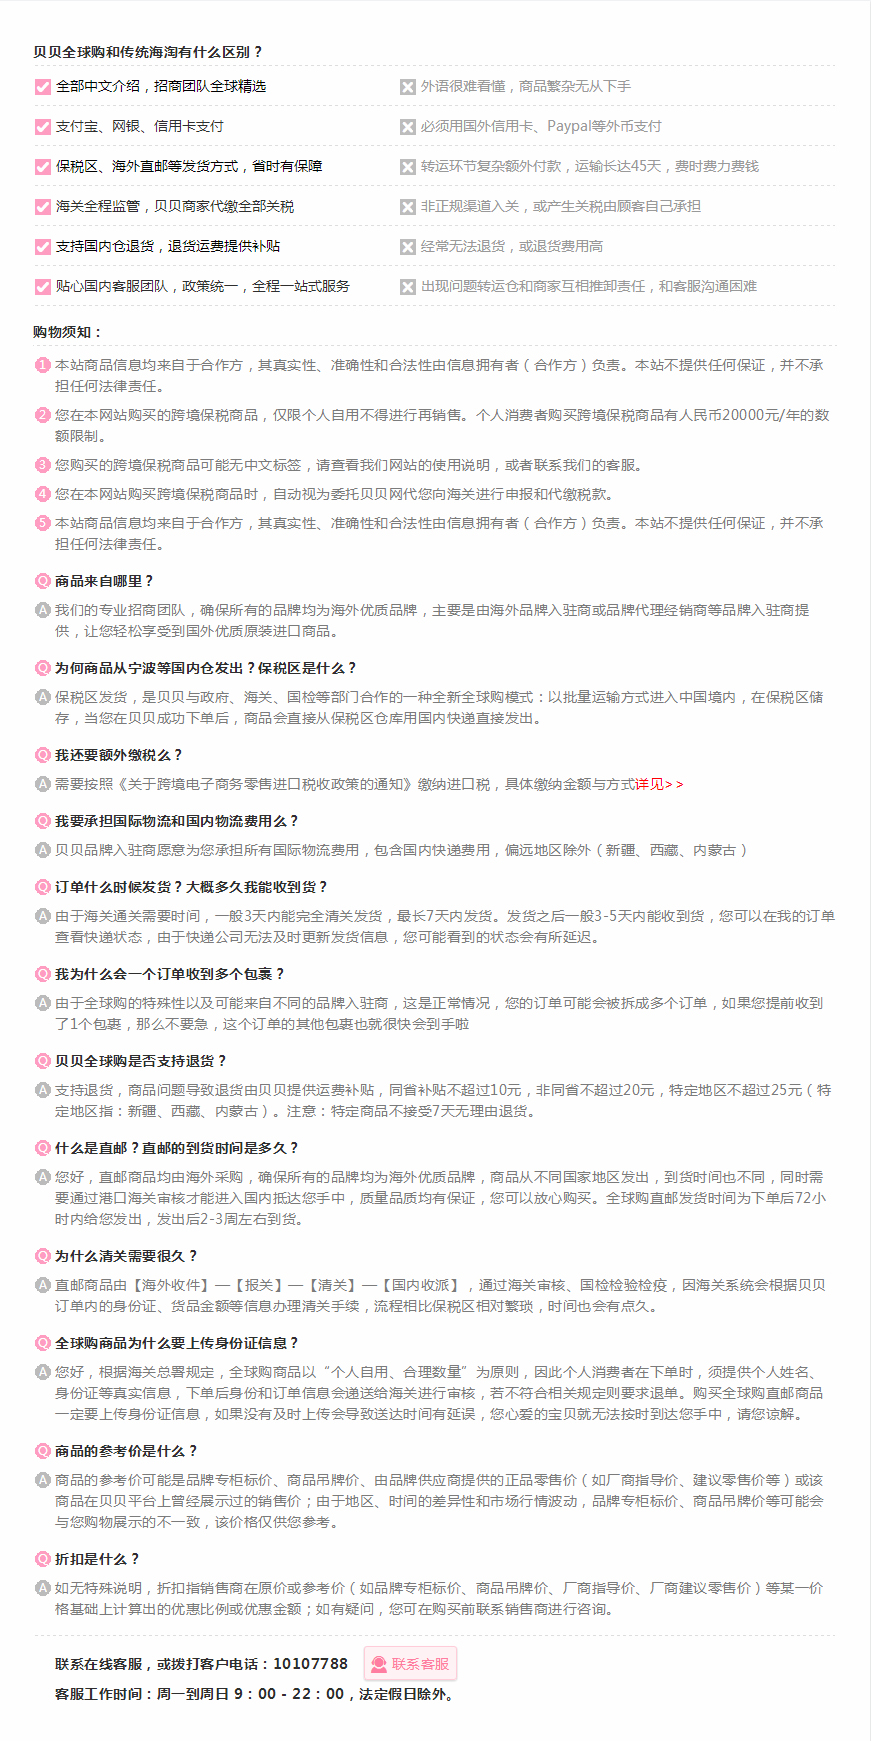 贝贝全球购和传统海淘有什么区别？
全部中文介绍，招商团队全球精选 外语很难看懂，商品繁杂无从下手
支付宝、网银、信用卡支付 必须用国外信用卡、Paypal等外币支付
保税区、海外直邮等发货方式，省时有保障 转运环节复杂额外付款，运输长达45天，费时费力费钱
海关全程监管，贝贝商家代缴全部关税 非正规渠道入关，或产生关税由顾客自己承担
支持国内仓退货，退货运费提供补贴 经常无法退货，或退货费用高
贴心国内客服团队，政策统一，全程一站式服务 出现问题转运仓和商家互相推卸责任，和客服沟通困难
购物须知：
1 本站商品信息均来自于合作方，其真实性、准确性和合法性由信息拥有者（合作方）负责。本站不提供任何保证，并不承
担任何法律责任。
2 您在本网站购买的跨境保税商品，仅限个人自用不得进行再销售。个人消费者购买跨境保税商品有人民币20000元/年的数
额限制。
3 您购买的跨境保税商品可能无中文标签，请查看我们网站的使用说明，或者联系我们的客服。
4 您在本网站购买跨境保税商品时，自动视为委托贝贝网代您向海关进行申报和代缴税款。
5 本站商品信息均来自于合作方，其真实性、准确性和合法性由信息拥有者（合作方）负责。本站不提供任何保证，并不承
担任何法律责任。
Q 商品来自哪里？
A 我们的专业招商团队，确保所有的品牌均为海外优质品牌，主要是由海外品牌入驻商或品牌代理经销商等品牌入驻商提
供，让您轻松享受到国外优质原装进口商品。
Q 为何商品从宁波等国内仓发出？保税区是什么？
A 保税区发货，是贝贝与政府、海关、国检等部门合作的一种全新全球购模式：以批量运输方式进入中国境内，在保税区储
存，当您在贝贝成功下单后，商品会直接从保税区仓库用国内快递直接发出。
Q 我还要额外缴税么？
A 需要按照《关于跨境电子商务零售进口税收政策的通知》缴纳进口税，具体缴纳金额与方式详见>>
Q 我要承担国际物流和国内物流费用么？
A 贝贝品牌入驻商愿意为您承担所有国际物流费用，包含国内快递费用，偏远地区除外（新疆、西藏、内蒙古）
Q 订单什么时候发货？大概多久我能收到货？
A 由于海关通关需要时间，一般3天内能完全清关发货，最长7天内发货。发货之后一般3-5天内能收到货，您可以在我的订单
查看快递状态，由于快递公司无法及时更新发货信息，您可能看到的状态会有所延迟。
Q 我为什么会一个订单收到多个包裹？
A 由于全球购的特殊性以及可能来自不同的品牌入驻商，这是正常情况，您的订单可能会被拆成多个订单，如果您提前收到
了1个包裹，那么不要急，这个订单的其他包裹也就很快会到手啦
Q 贝贝全球购是否支持退货？
A 支持退货，商品问题导致退货由贝贝提供运费补贴，同省补贴不超过10元，非同省不超过20元，特定地区不超过25元（特
定地区指：新疆、西藏、内蒙古）。注意：特定商品不接受7天无理由退货。
Q 什么是直邮？直邮的到货时间是多久？
A 您好，直邮商品均由海外采购，确保所有的品牌均为海外优质品牌，商品从不同国家地区发出，到货时间也不同，同时需
要通过港口海关审核才能进入国内抵达您手中，质量品质均有保证，您可以放心购买。全球购直邮发货时间为下单后72小
时内给您发出，发出后2-3周左右到货。
Q 为什么清关需要很久？
A 直邮商品由【海外收件】—【报关】—【清关】—【国内收派】，通过海关审核、国检检验检疫，因海关系统会根据贝贝
订单内的身份证、货品金额等信息办理清关手续，流程相比保税区相对繁琐，时间也会有点久。
Q 全球购商品为什么要上传身份证信息？
A 您好，根据海关总署规定，全球购商品以“个人自用、合理数量”为原则，因此个人消费者在下单时，须提供个人姓名、
身份证等真实信息，下单后身份和订单信息会递送给海关进行审核，若不符合相关规定则要求退单。购买全球购直邮商品
一定要上传身份证信息，如果没有及时上传会导致送达时间有延误，您心爱的宝贝就无法按时到达您手中，请您谅解。
Q 商品的参考价是什么？
A 商品的参考价可能是品牌专柜标价、商品吊牌价、由品牌供应商提供的正品零售价（如厂商指导价、建议零售价等）或该
商品在贝贝平台上曾经展示过的销售价；由于地区、时间的差异性和市场行情波动，品牌专柜标价、商品吊牌价等可能会
与您购物展示的不一致，该价格仅供您参考。
Q 折扣是什么？
A 如无特殊说明，折扣指销售商在原价或参考价（如品牌专柜标价、商品吊牌价、厂商指导价、厂商建议零售价）等某一价
格基础上计算出的优惠比例或优惠金额；如有疑问，您可在购买前联系销售商进行咨询。
联系在线客服，或拨打客户电话：10107788 联系客服
客服工作时间：周一到周日 9：00 - 22：00，法定假日除外。